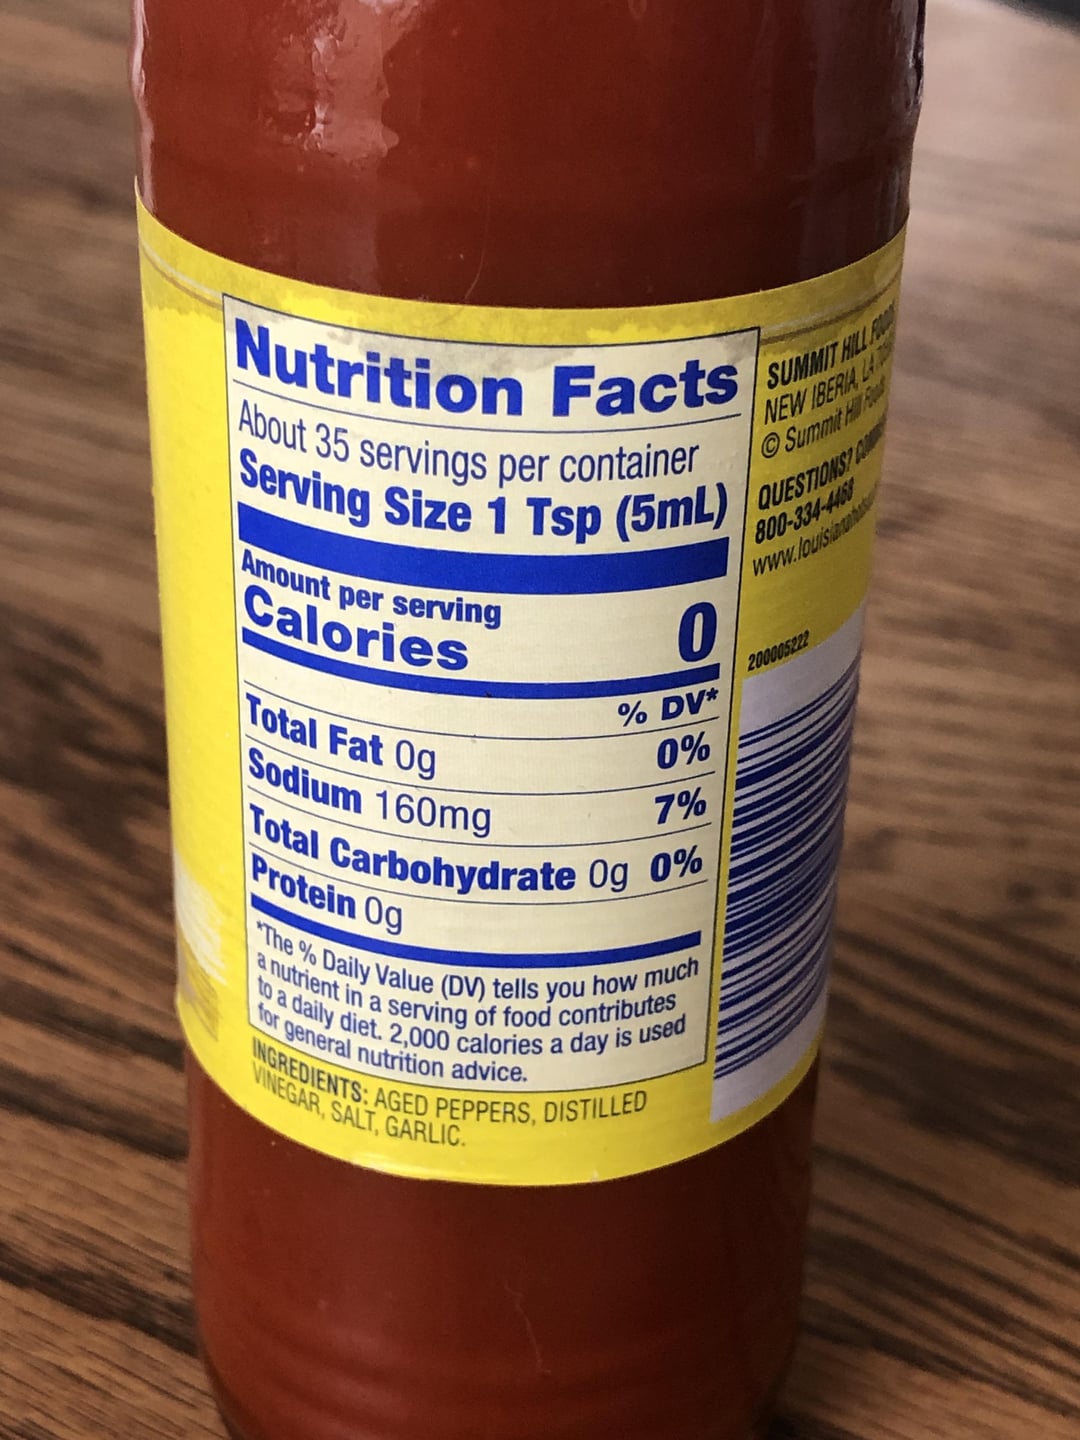 Nutrition Facts
About 35 servings per container
Serving Size 1 Tsp (5mL)
Amount per serving
Calories 0
% DV*
Total Fat 0g 0%
Sodium 160mg 7%
Total Carbohydrate 0g 0%
Protein 0g
*The % Daily Value (DV) tells you how much
a nutrient in a serving of food contributes
to a daily diet. 2,000 calories a day is used
for general nutrition advice.
INGREDIENTS: AGED PEPPERS, DISTILLED
VINEGAR, SALT, GARLIC.
SUMMIT HILL
NEW IBERIA, LA
© Summit Hill Foods
QUESTIONS?
800-334-4468
200005222